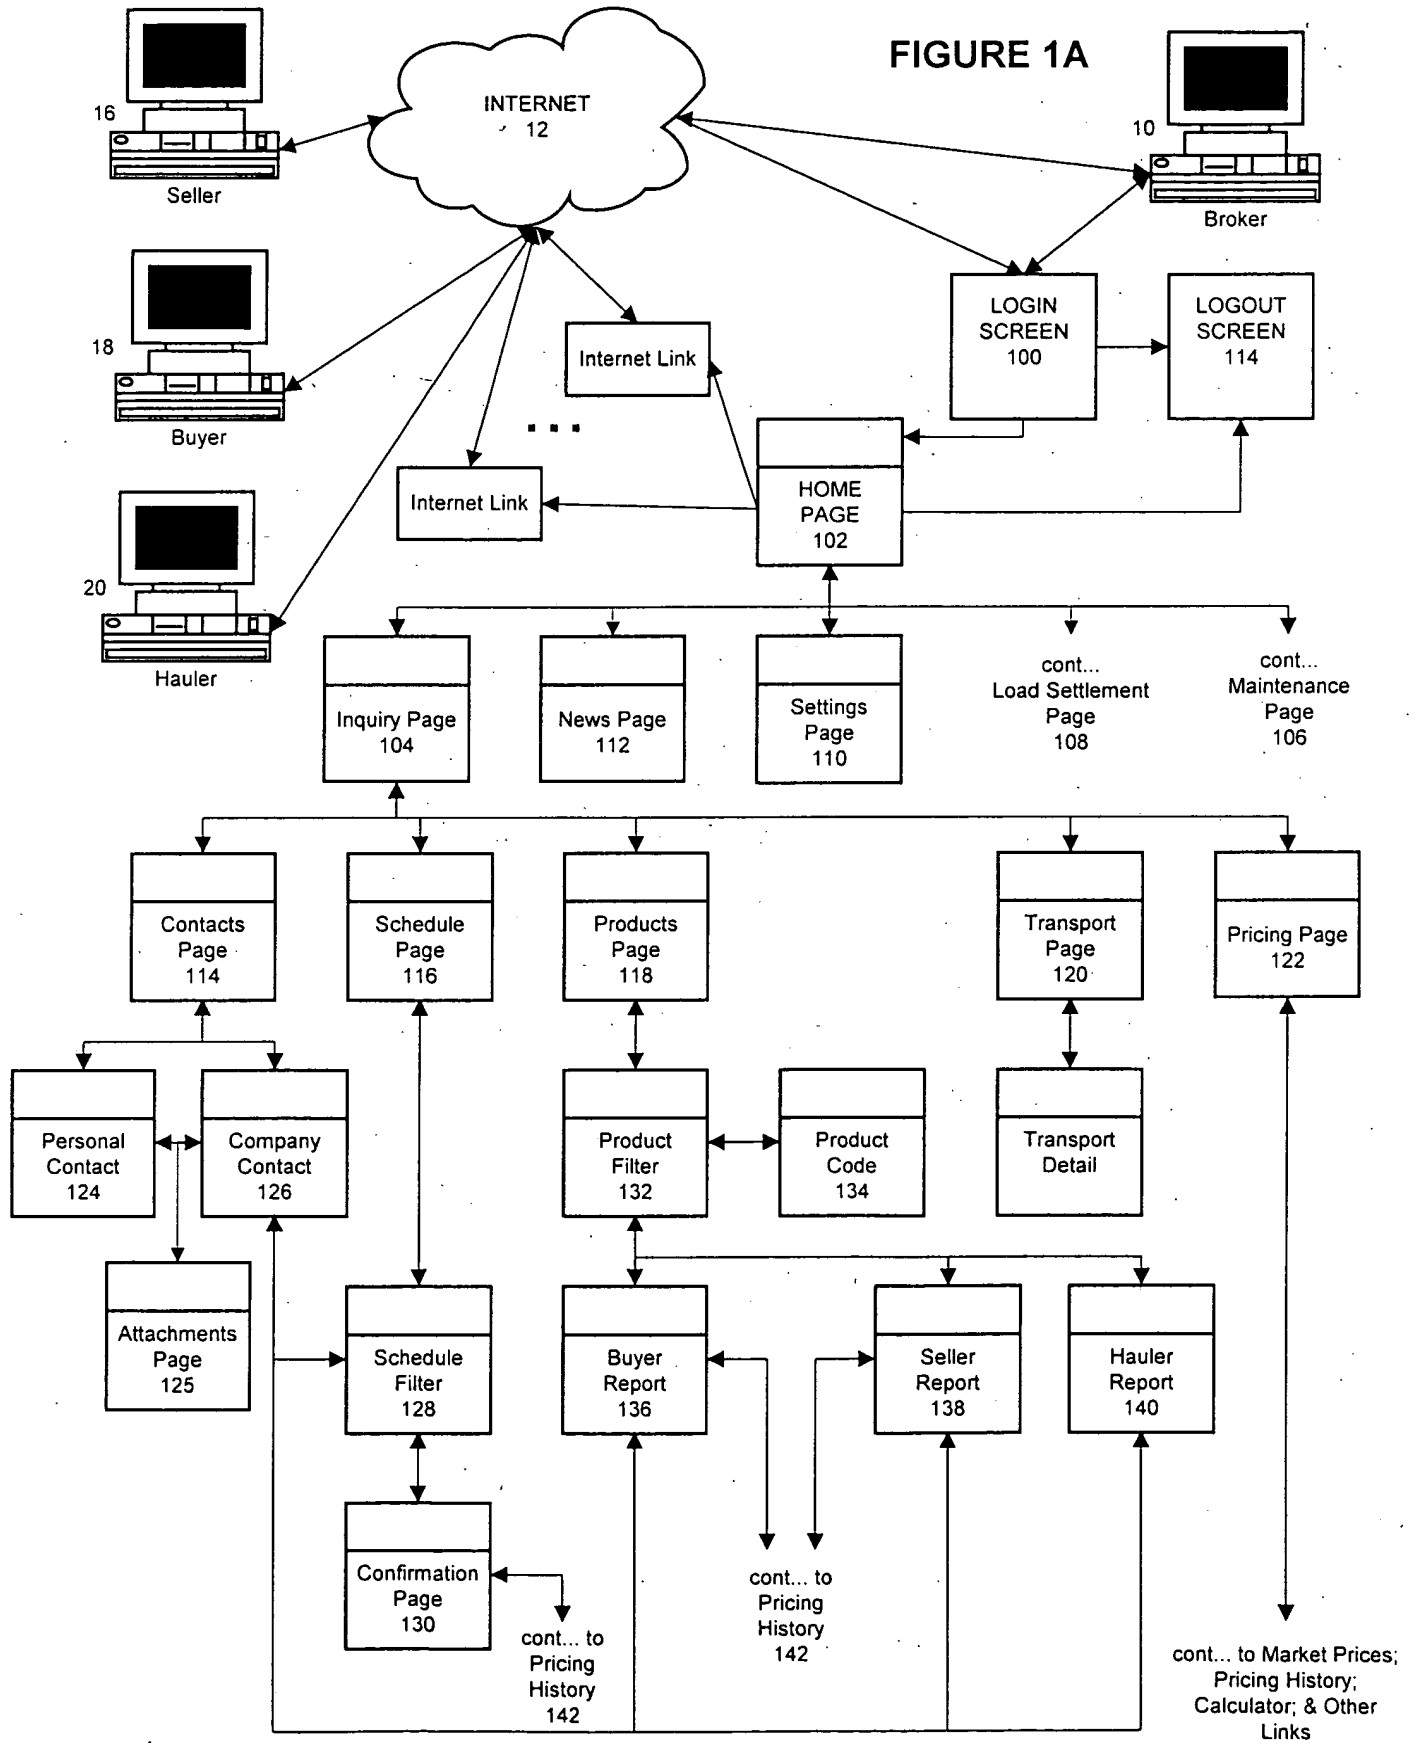 FIGURE 1A
INTERNET
12
16
Seller
10
Broker
18
Buyer
Internet Link
LOGIN
SCREEN
100
LOGOUT
SCREEN
114
...
Internet Link
HOME
PAGE
102
20
Hauler
Inquiry Page
104
News Page
112
Settings
Page
110
cont...
Load Settlement
Page
108
cont...
Maintenance
Page
106
Contacts
Page
114
Schedule
Page
116
Products
Page
118
Transport
Page
120
Pricing Page
122
Personal
Contact
124
Company
Contact
126
Product
Filter
132
Product
Code
134
Transport
Detail
Attachments
Page
125
Schedule
Filter
128
Buyer
Report
136
Seller
Report
138
Hauler
Report
140
Confirmation
Page
130
cont... to
Pricing
History
142
cont... to
Pricing
History
142
cont... to Market Prices;
Pricing History;
Calculator; & Other
Links